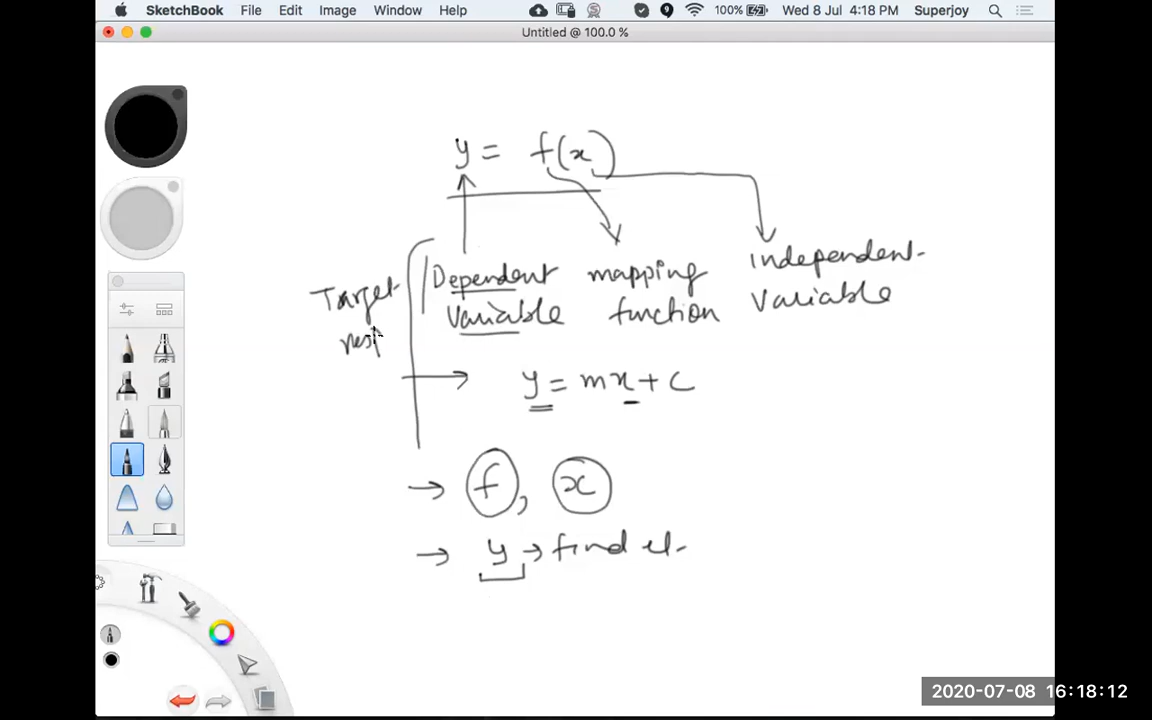 SketchBook File Edit Image Window Help 100% Wed 8 Jul 4:18 PM Superjoy
Untitled @ 100.0 %
y = f(x)
Dependent mapping independent
Variable function Variable
Target
resp
y = mx + c
→ f, x
→ y → find it
2020-07-08 16:18:12